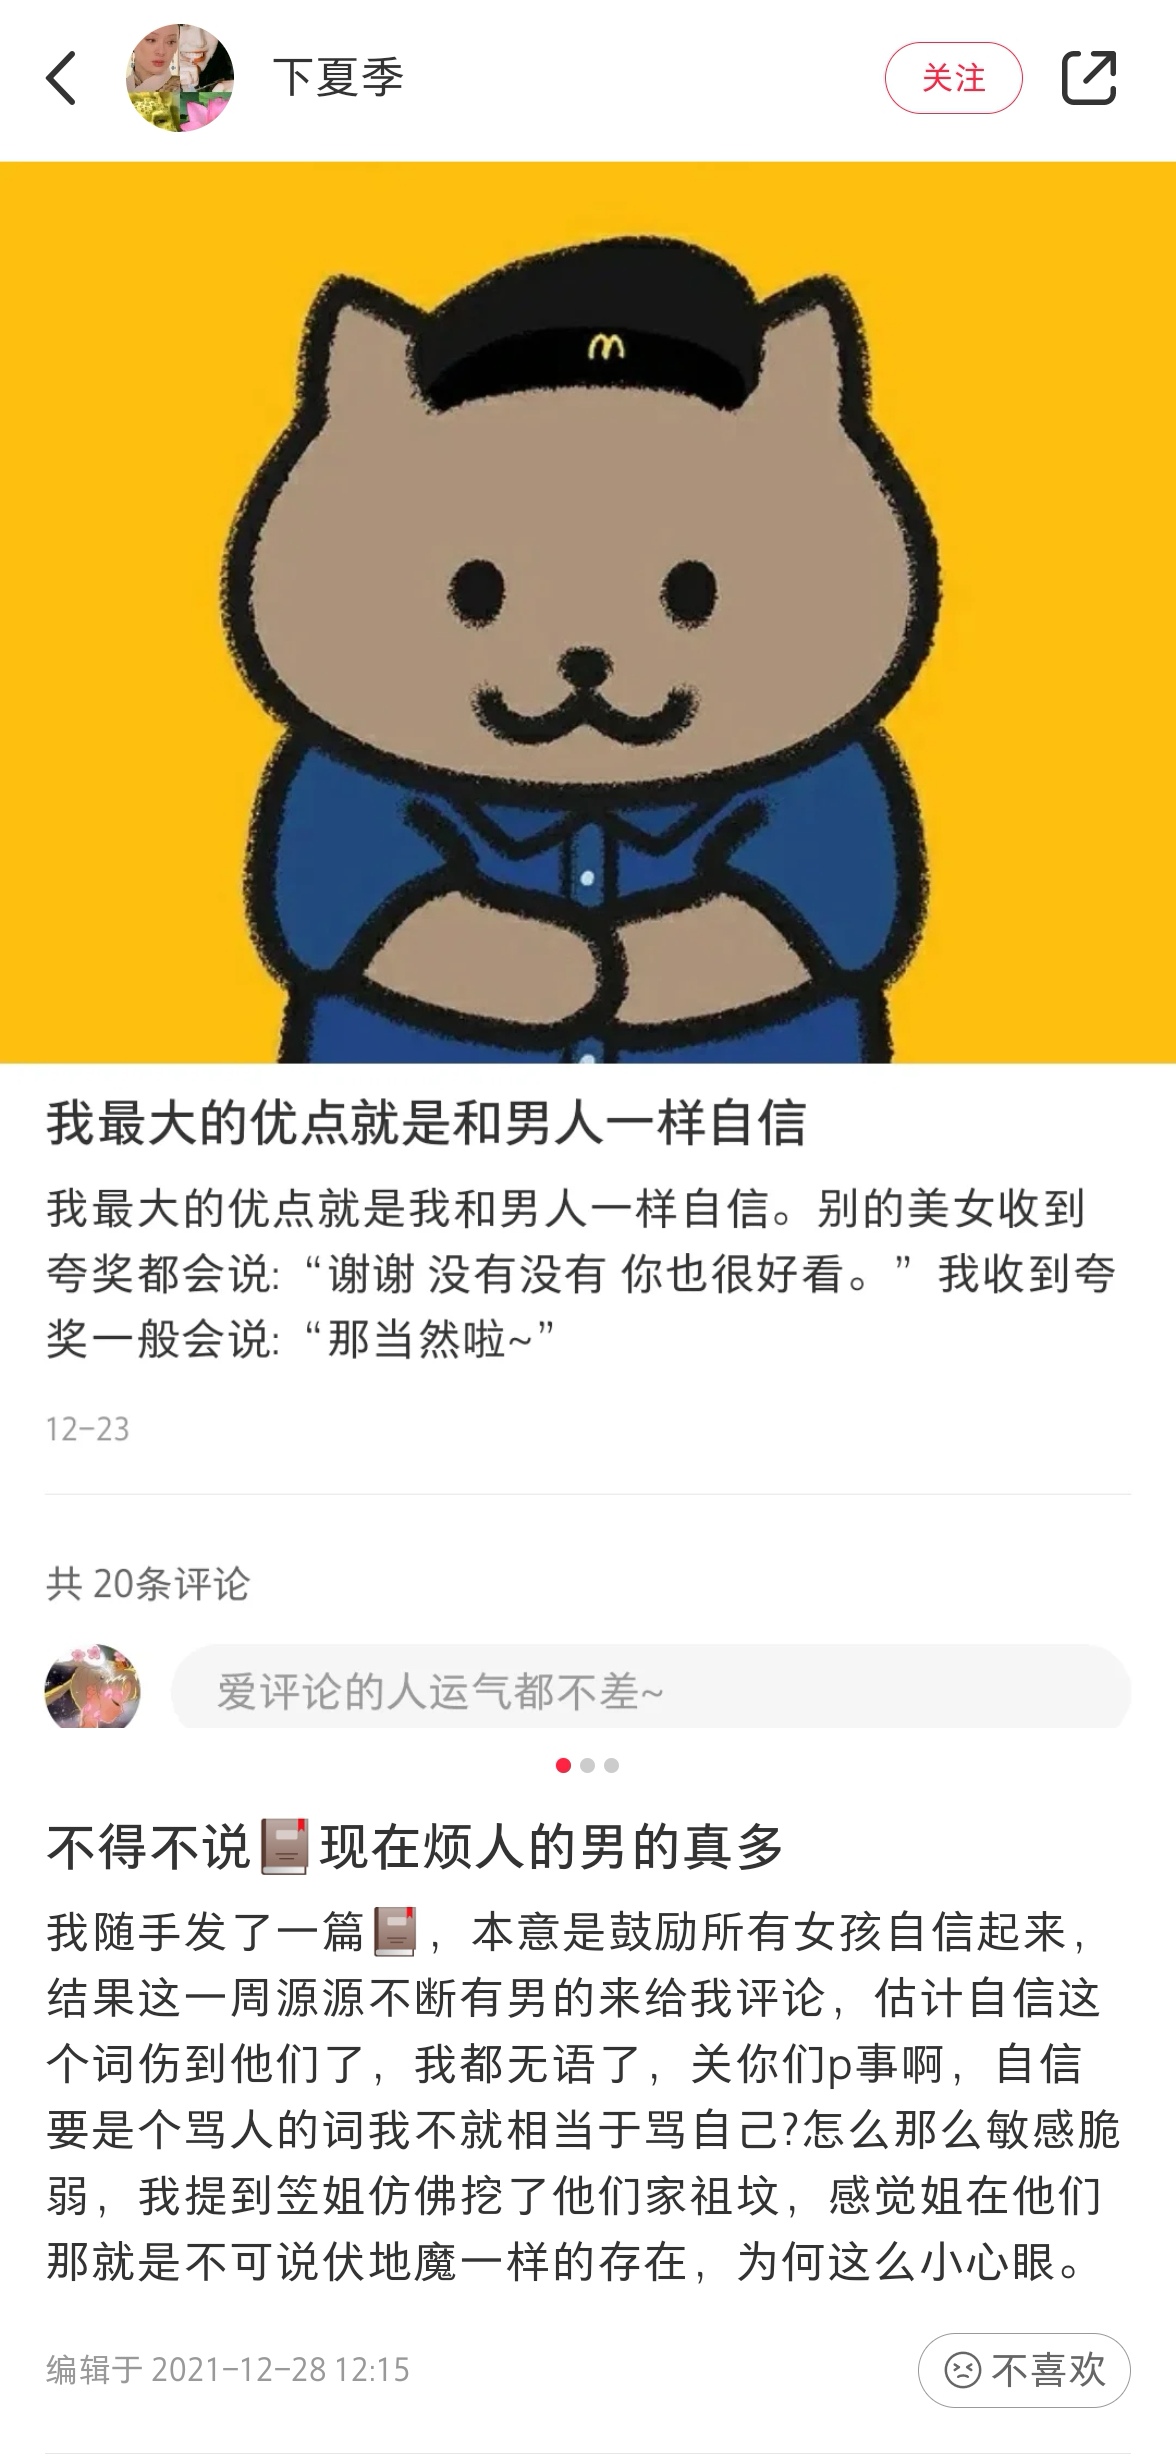 下夏季
关注
m
我最大的优点就是和男人一样自信
我最大的优点就是我和男人一样自信。别的美女收到
夸奖都会说:“谢谢 没有没有 你也很好看。”我收到夸
奖一般会说:“那当然啦~”
12-23
共 20条评论
爱评论的人运气都不差~
不得不说📔现在烦人的男的真多
我随手发了一篇📔，本意是鼓励所有女孩自信起来，
结果这一周源源不断有男的来给我评论，估计自信这
个词伤到他们了，我都无语了，关你们p事啊，自信
要是个骂人的词我不就相当于骂自己?怎么那么敏感脆
弱，我提到笠姐仿佛挖了他们家祖坟，感觉姐在他们
那就是不可说伏地魔一样的存在，为何这么小心眼。
编辑于 2021-12-28 12:15
不喜欢